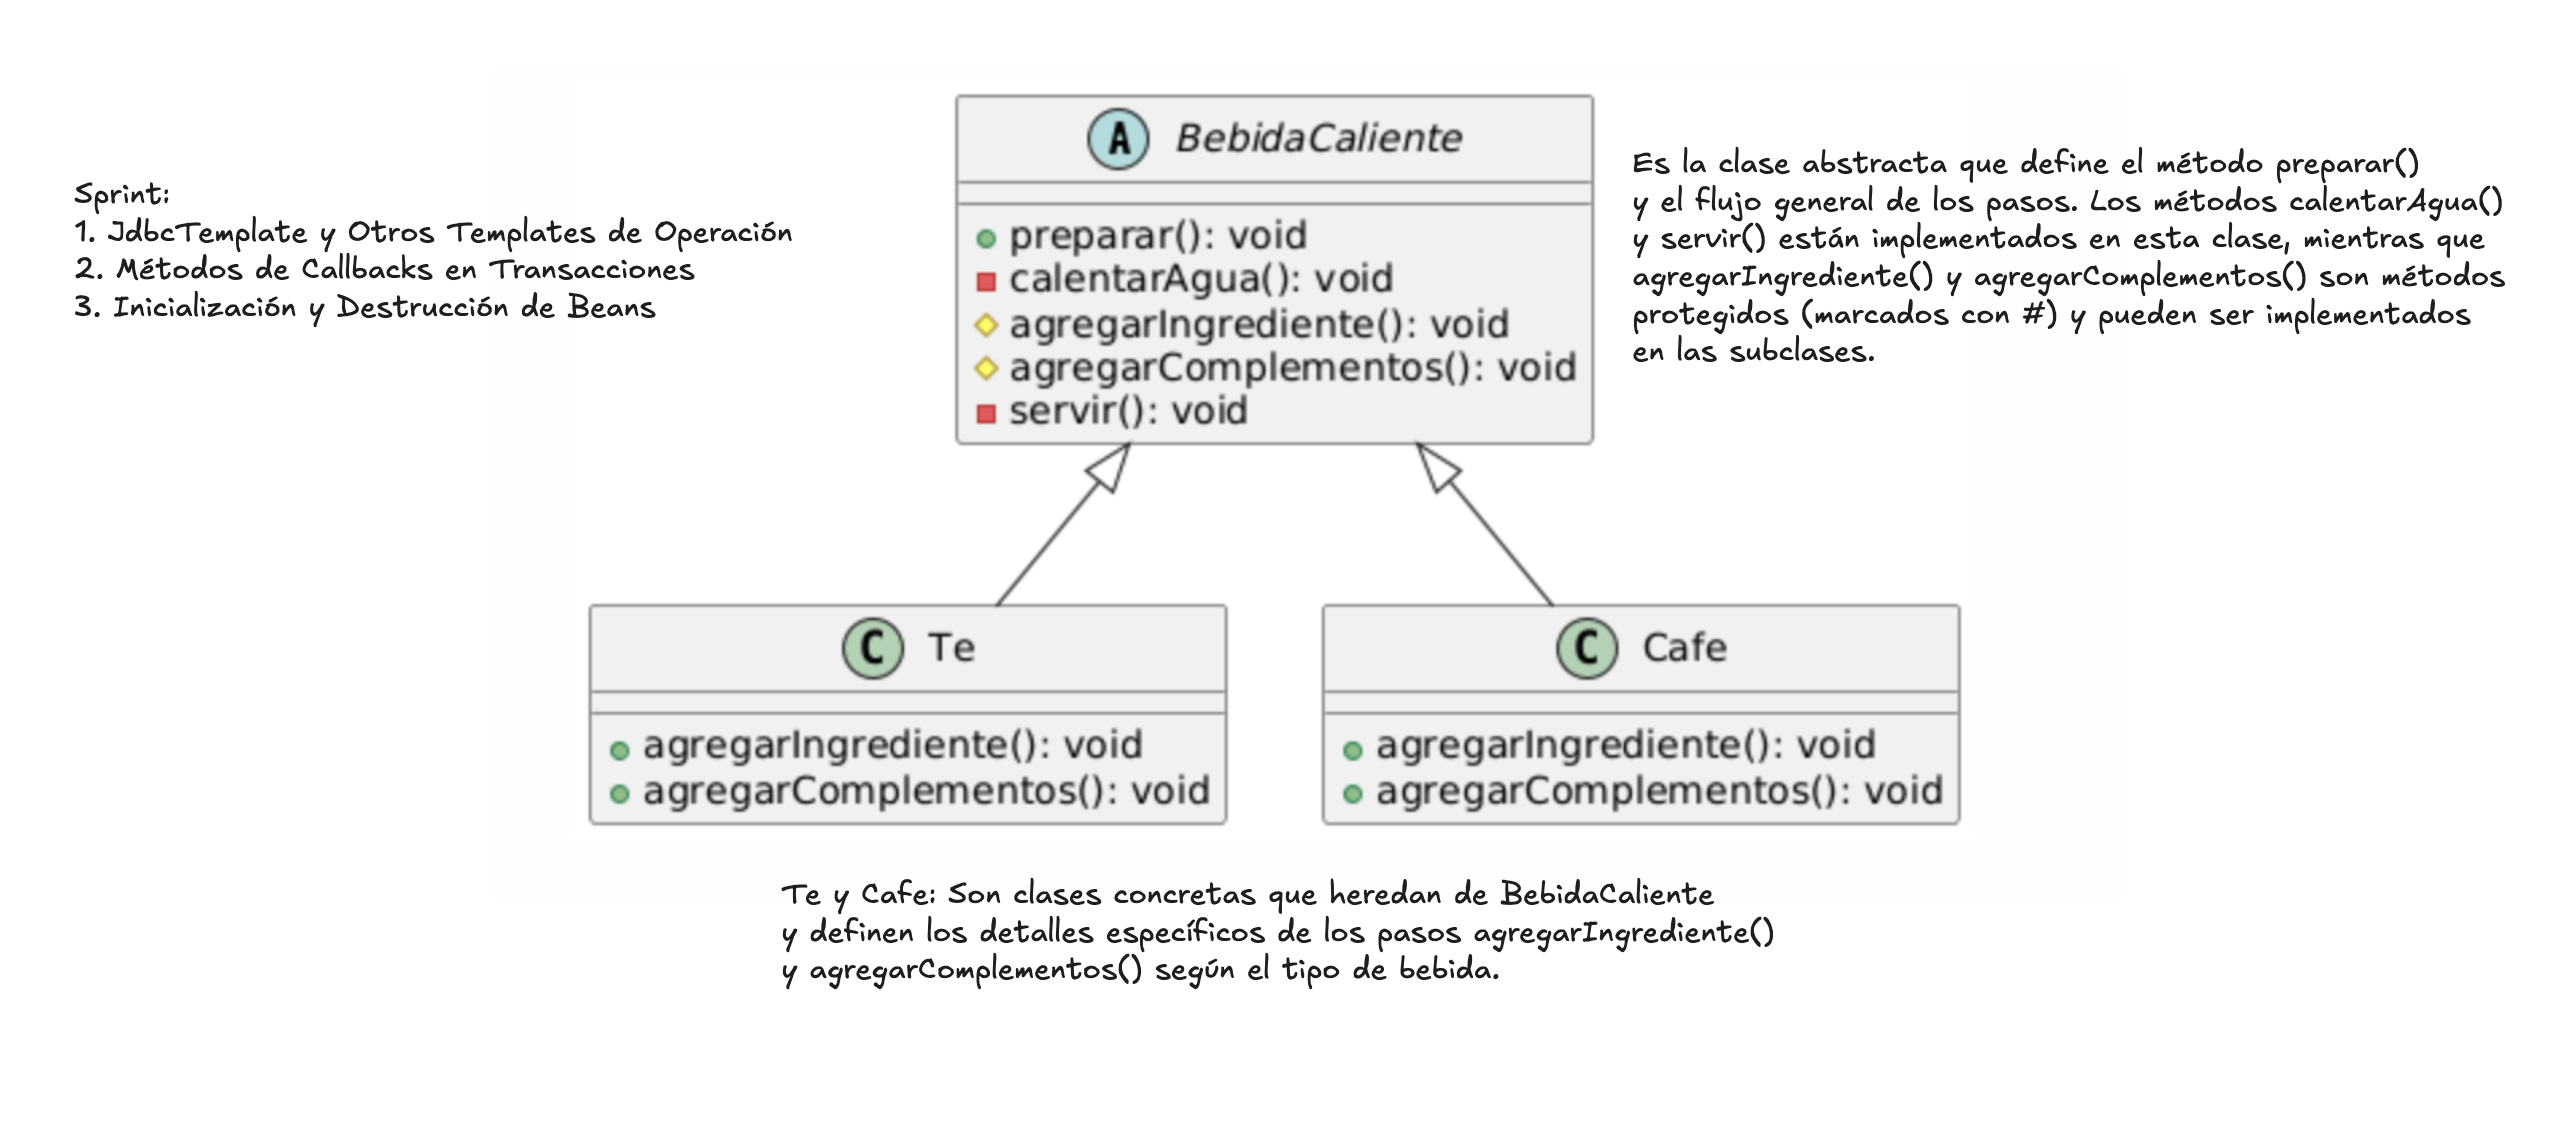 Sprint:
1. JdbcTemplate y Otros Templates de Operación
2. Métodos de Callbacks en Transacciones
3. Inicialización y Destrucción de Beans
A BebidaCaliente
preparar(): void
calentarAgua(): void
agregarIngrediente(): void
agregarComplementos(): void
servir(): void
Es la clase abstracta que define el método preparar()
y el flujo general de los pasos. Los métodos calentarAgua()
y servir() están implementados en esta clase, mientras que
agregarIngrediente() y agregarComplementos() son métodos
protegidos (marcados con #) y pueden ser implementados
en las subclases.
C Te
agregarIngrediente(): void
agregarComplementos(): void
C Cafe
agregarIngrediente(): void
agregarComplementos(): void
Te y Cafe: Son clases concretas que heredan de BebidaCaliente
y definen los detalles específicos de los pasos agregarIngrediente()
y agregarComplementos() según el tipo de bebida.